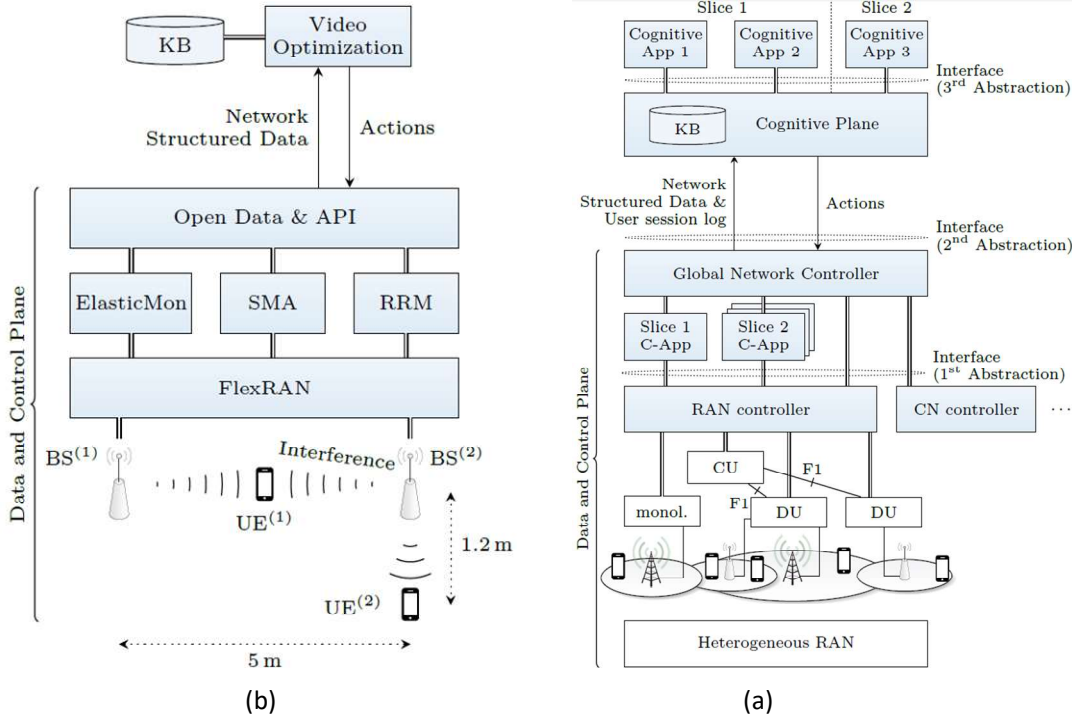 KB
Video
Optimization
Network
Structured Data
Actions
Data and Control Plane
Open Data & API
ElasticMon
SMA
RRM
FlexRAN
BS(1)
Interference
BS(2)
UE(1)
1.2 m
UE(2)
5 m
(b)
Slice 1
Slice 2
Cognitive
App 1
Cognitive
App 2
Cognitive
App 3
Interface
(3rd Abstraction)
KB
Cognitive Plane
Network
Structured Data &
User session log
Actions
Interface
(2nd Abstraction)
Data and Control Plane
Global Network Controller
Slice 1
C-App
Slice 2
C-App
Interface
(1st Abstraction)
RAN controller
CN controller
...
CU
F1
F1
monol.
DU
DU
Heterogeneous RAN
(a)